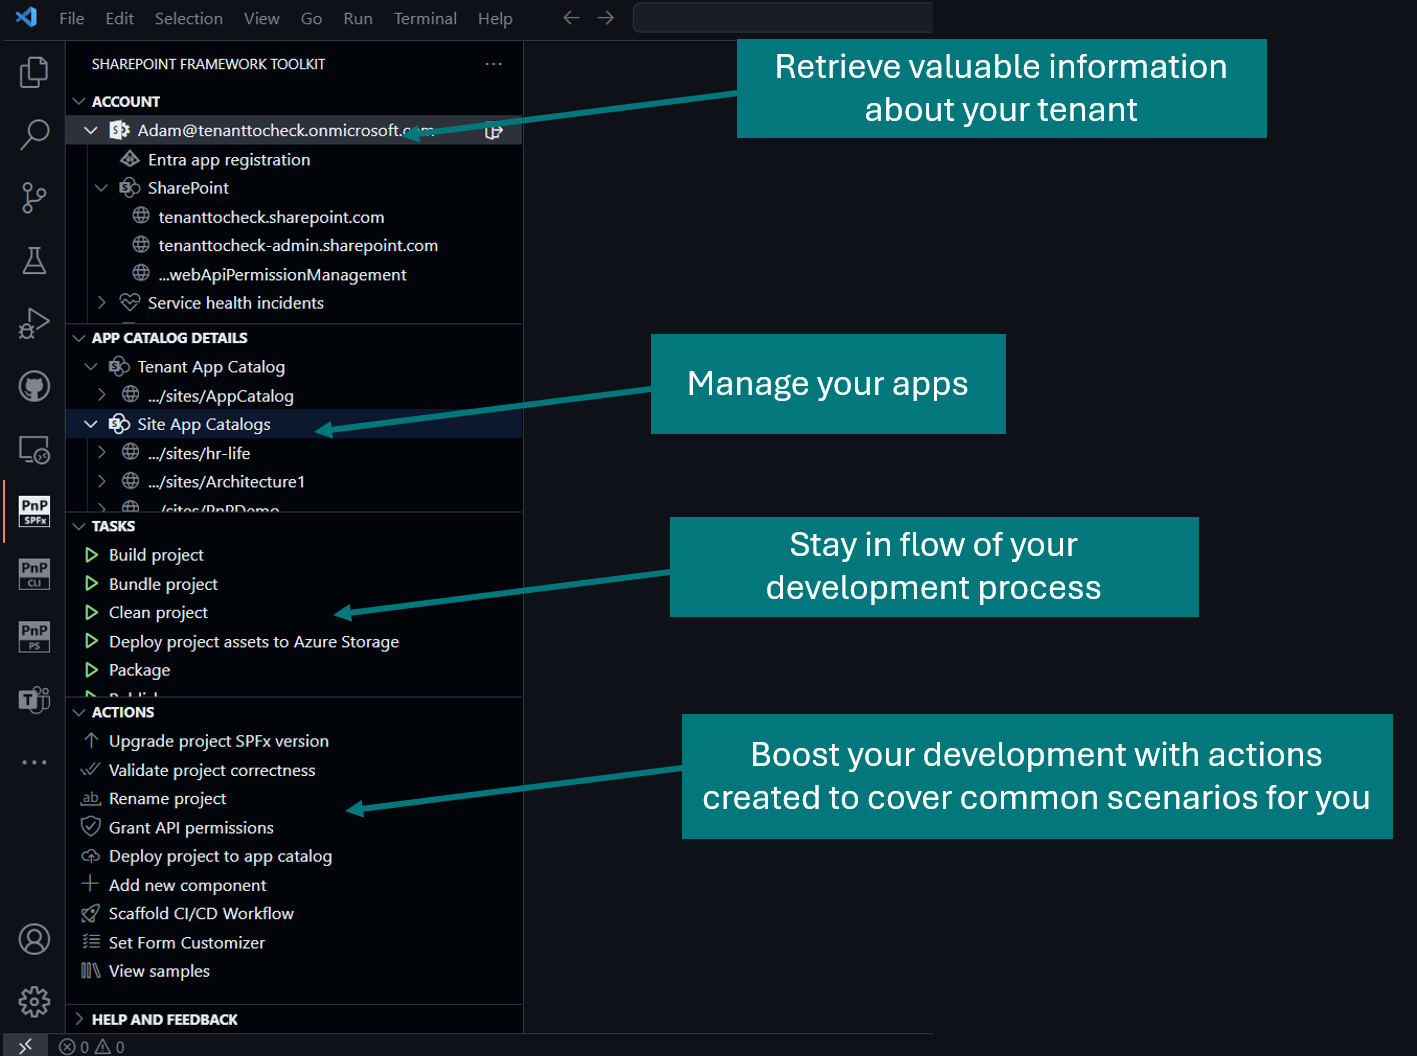 File Edit Selection View Go Run Terminal Help
SHAREPOINT FRAMEWORK TOOLKIT
ACCOUNT
Adam@tenanttocheck.onmicrosoft.com
Entra app registration
SharePoint
tenanttocheck.sharepoint.com
tenanttocheck-admin.sharepoint.com
...webApiPermissionManagement
Service health incidents
APP CATALOG DETAILS
Tenant App Catalog
.../sites/AppCatalog
Site App Catalogs
.../sites/hr-life
.../sites/Architecture1
.../sites/PnPDemo
TASKS
Build project
Bundle project
Clean project
Deploy project assets to Azure Storage
Package
Publish
ACTIONS
Upgrade project SPFx version
Validate project correctness
ab Rename project
Grant API permissions
Deploy project to app catalog
Add new component
Scaffold CI/CD Workflow
Set Form Customizer
View samples
HELP AND FEEDBACK
0 0
PnP
SPFx
PnP
CLI
PnP
PS
T
Retrieve valuable information
about your tenant
Manage your apps
Stay in flow of your
development process
Boost your development with actions
created to cover common scenarios for you